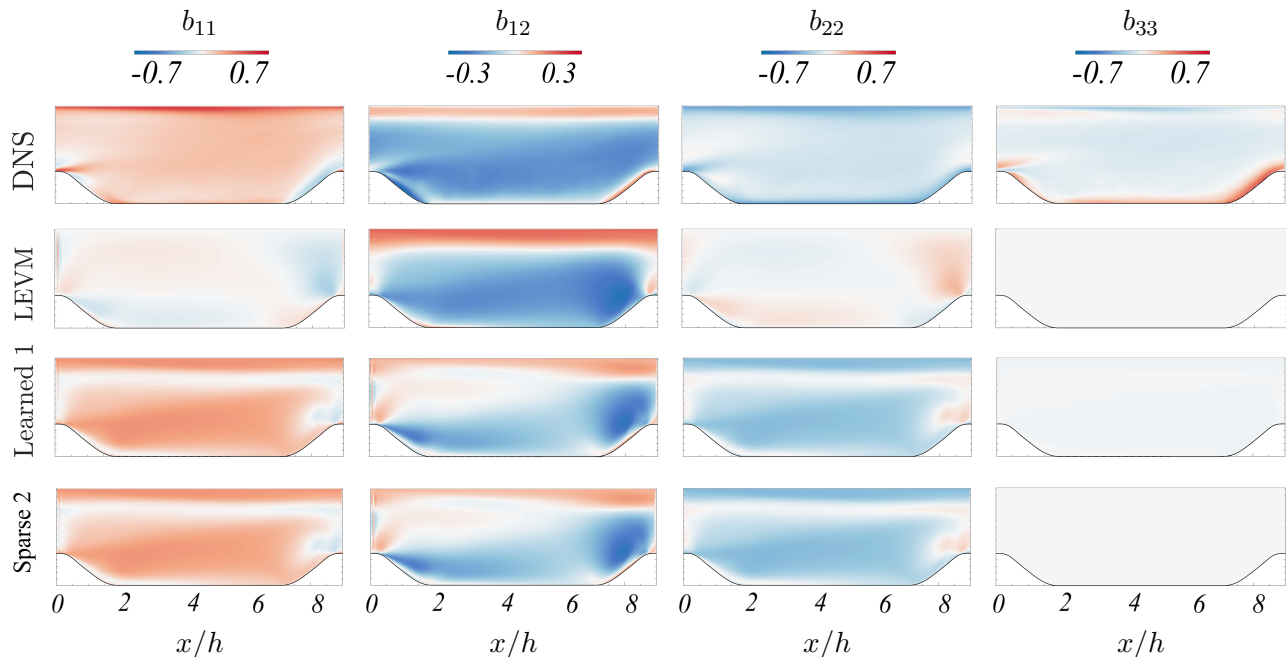 b11 b12 b22 b33
-0.7 0.7 -0.3 0.3 -0.7 0.7 -0.7 0.7
DNS
LEVM
Learned 1
Sparse 2
0 2 4 6 8 0 2 4 6 8 0 2 4 6 8 0 2 4 6 8
x/h x/h x/h x/h